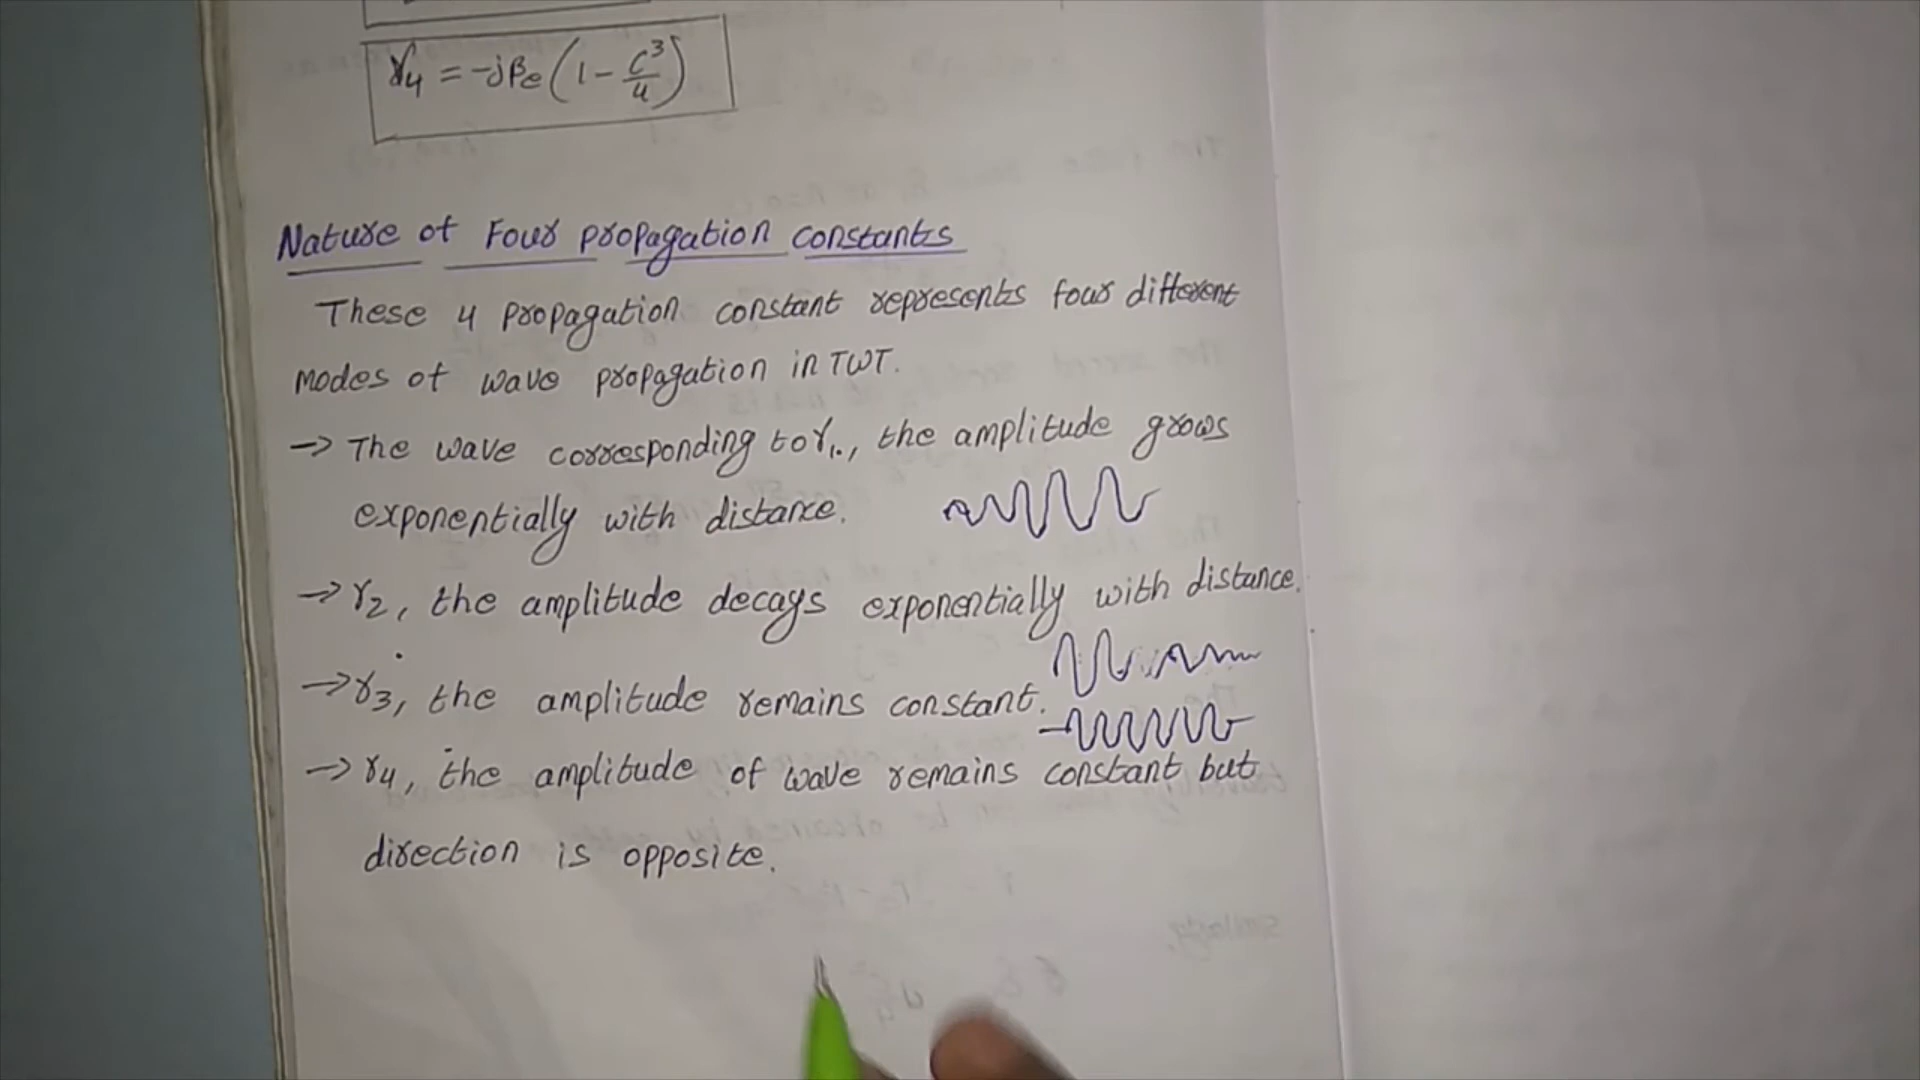 γ4 = -jβe(1 - C³/4)
Nature of Four propagation constants
These 4 propagation constant represents four different
modes of wave propagation in TWT.
→ The wave corresponding to γ1., the amplitude grows
exponentially with distance.
→ γ2, the amplitude decays exponentially with distance.
→ γ3, the amplitude remains constant.
→ γ4, the amplitude of wave remains constant but
direction is opposite.